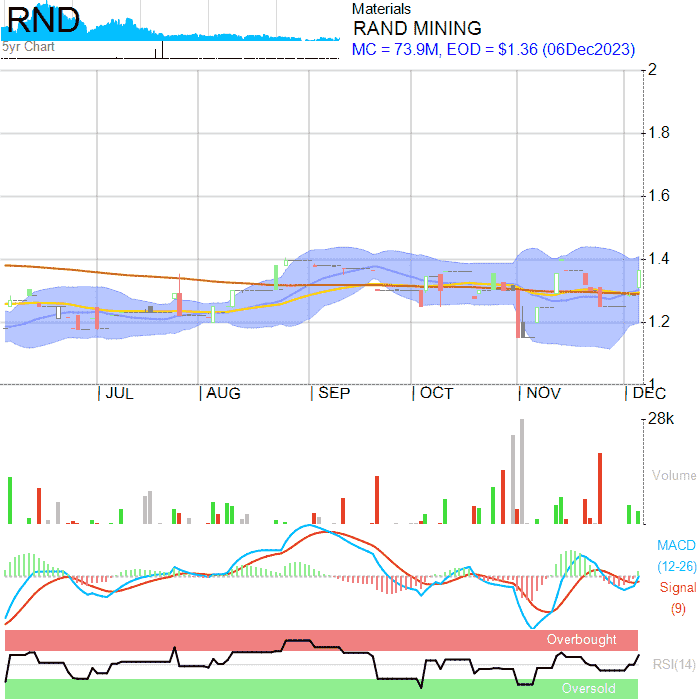 RND
5yr Chart
Materials
RAND MINING
MC = 73.9M, EOD = $1.36 (06Dec2023)
2
1.8
1.6
1.4
1.2
1
JUL AUG SEP OCT NOV DEC
28k
Volume
MACD
(12-26)
Signal
(9)
Overbought
RSI(14)
Oversold